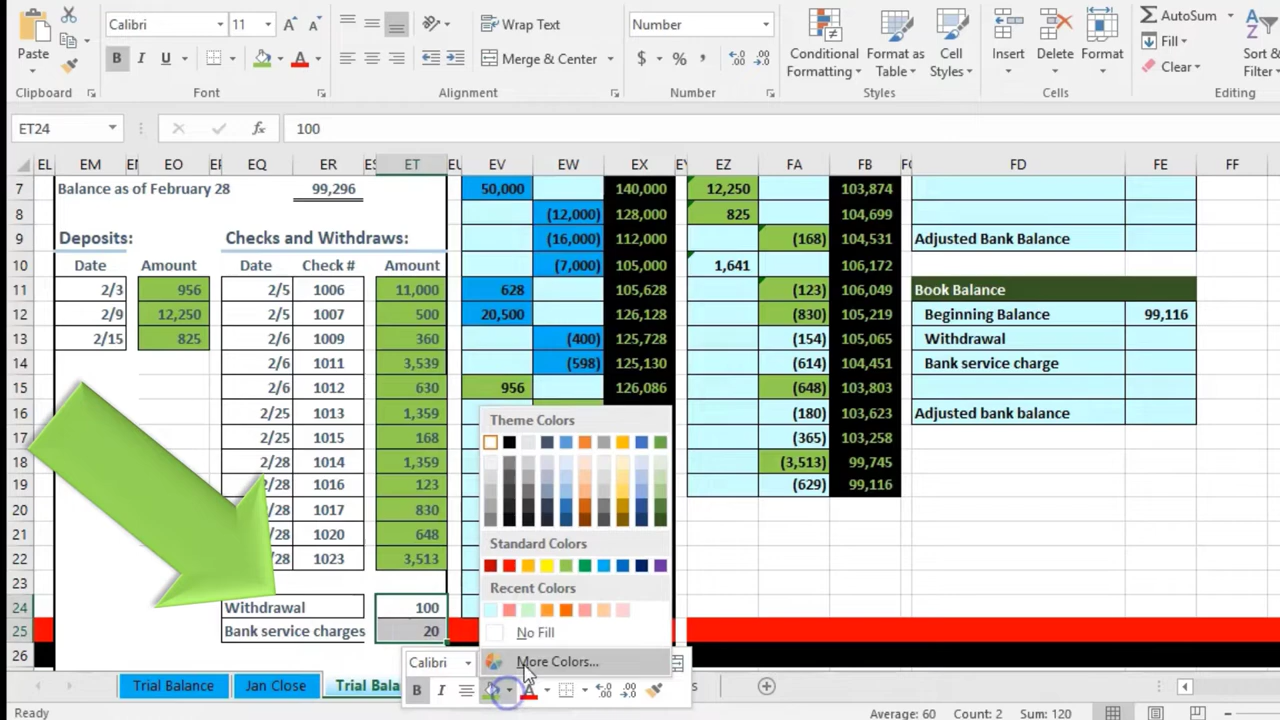 Calibri 11 Wrap Text Number AutoSum
Paste B I U Merge & Center $ % , Conditional Formatting Format as Table Cell Styles Insert Delete Format Fill Clear Sort & Filter
Clipboard Font Alignment Number Styles Cells Editing
ET24 fx 100
EL EM EO EQ ER ET EU EV EW EX EZ FA FB FD FE FF
7 Balance as of February 28 99,296 50,000 140,000 12,250 103,874
8 (12,000) 128,000 825 104,699
9 Deposits: Checks and Withdraws: (16,000) 112,000 (168) 104,531 Adjusted Bank Balance
10 Date Amount Date Check # Amount (7,000) 105,000 1,641 106,172
11 2/3 956 2/5 1006 11,000 628 105,628 (123) 106,049 Book Balance
12 2/9 12,250 2/5 1007 500 20,500 126,128 (830) 105,219 Beginning Balance 99,116
13 2/15 825 2/6 1009 360 (400) 125,728 (154) 105,065 Withdrawal
14 2/6 1011 3,539 (598) 125,130 (614) 104,451 Bank service charge
15 2/6 1012 630 956 126,086 (648) 103,803
16 2/25 1013 1,359 (180) 103,623 Adjusted bank balance
17 2/25 1015 168 (365) 103,258
18 2/28 1014 1,359 (3,513) 99,745
19 /28 1016 123 (629) 99,116
20 /28 1017 830
21 /28 1020 648
22 /28 1023 3,513
23
24 Withdrawal 100
25 Bank service charges 20
26
Theme Colors
Standard Colors
Recent Colors
No Fill
More Colors...
Calibri
B I A
Trial Balance Jan Close Trial Bala s
Ready Average: 60 Count: 2 Sum: 120